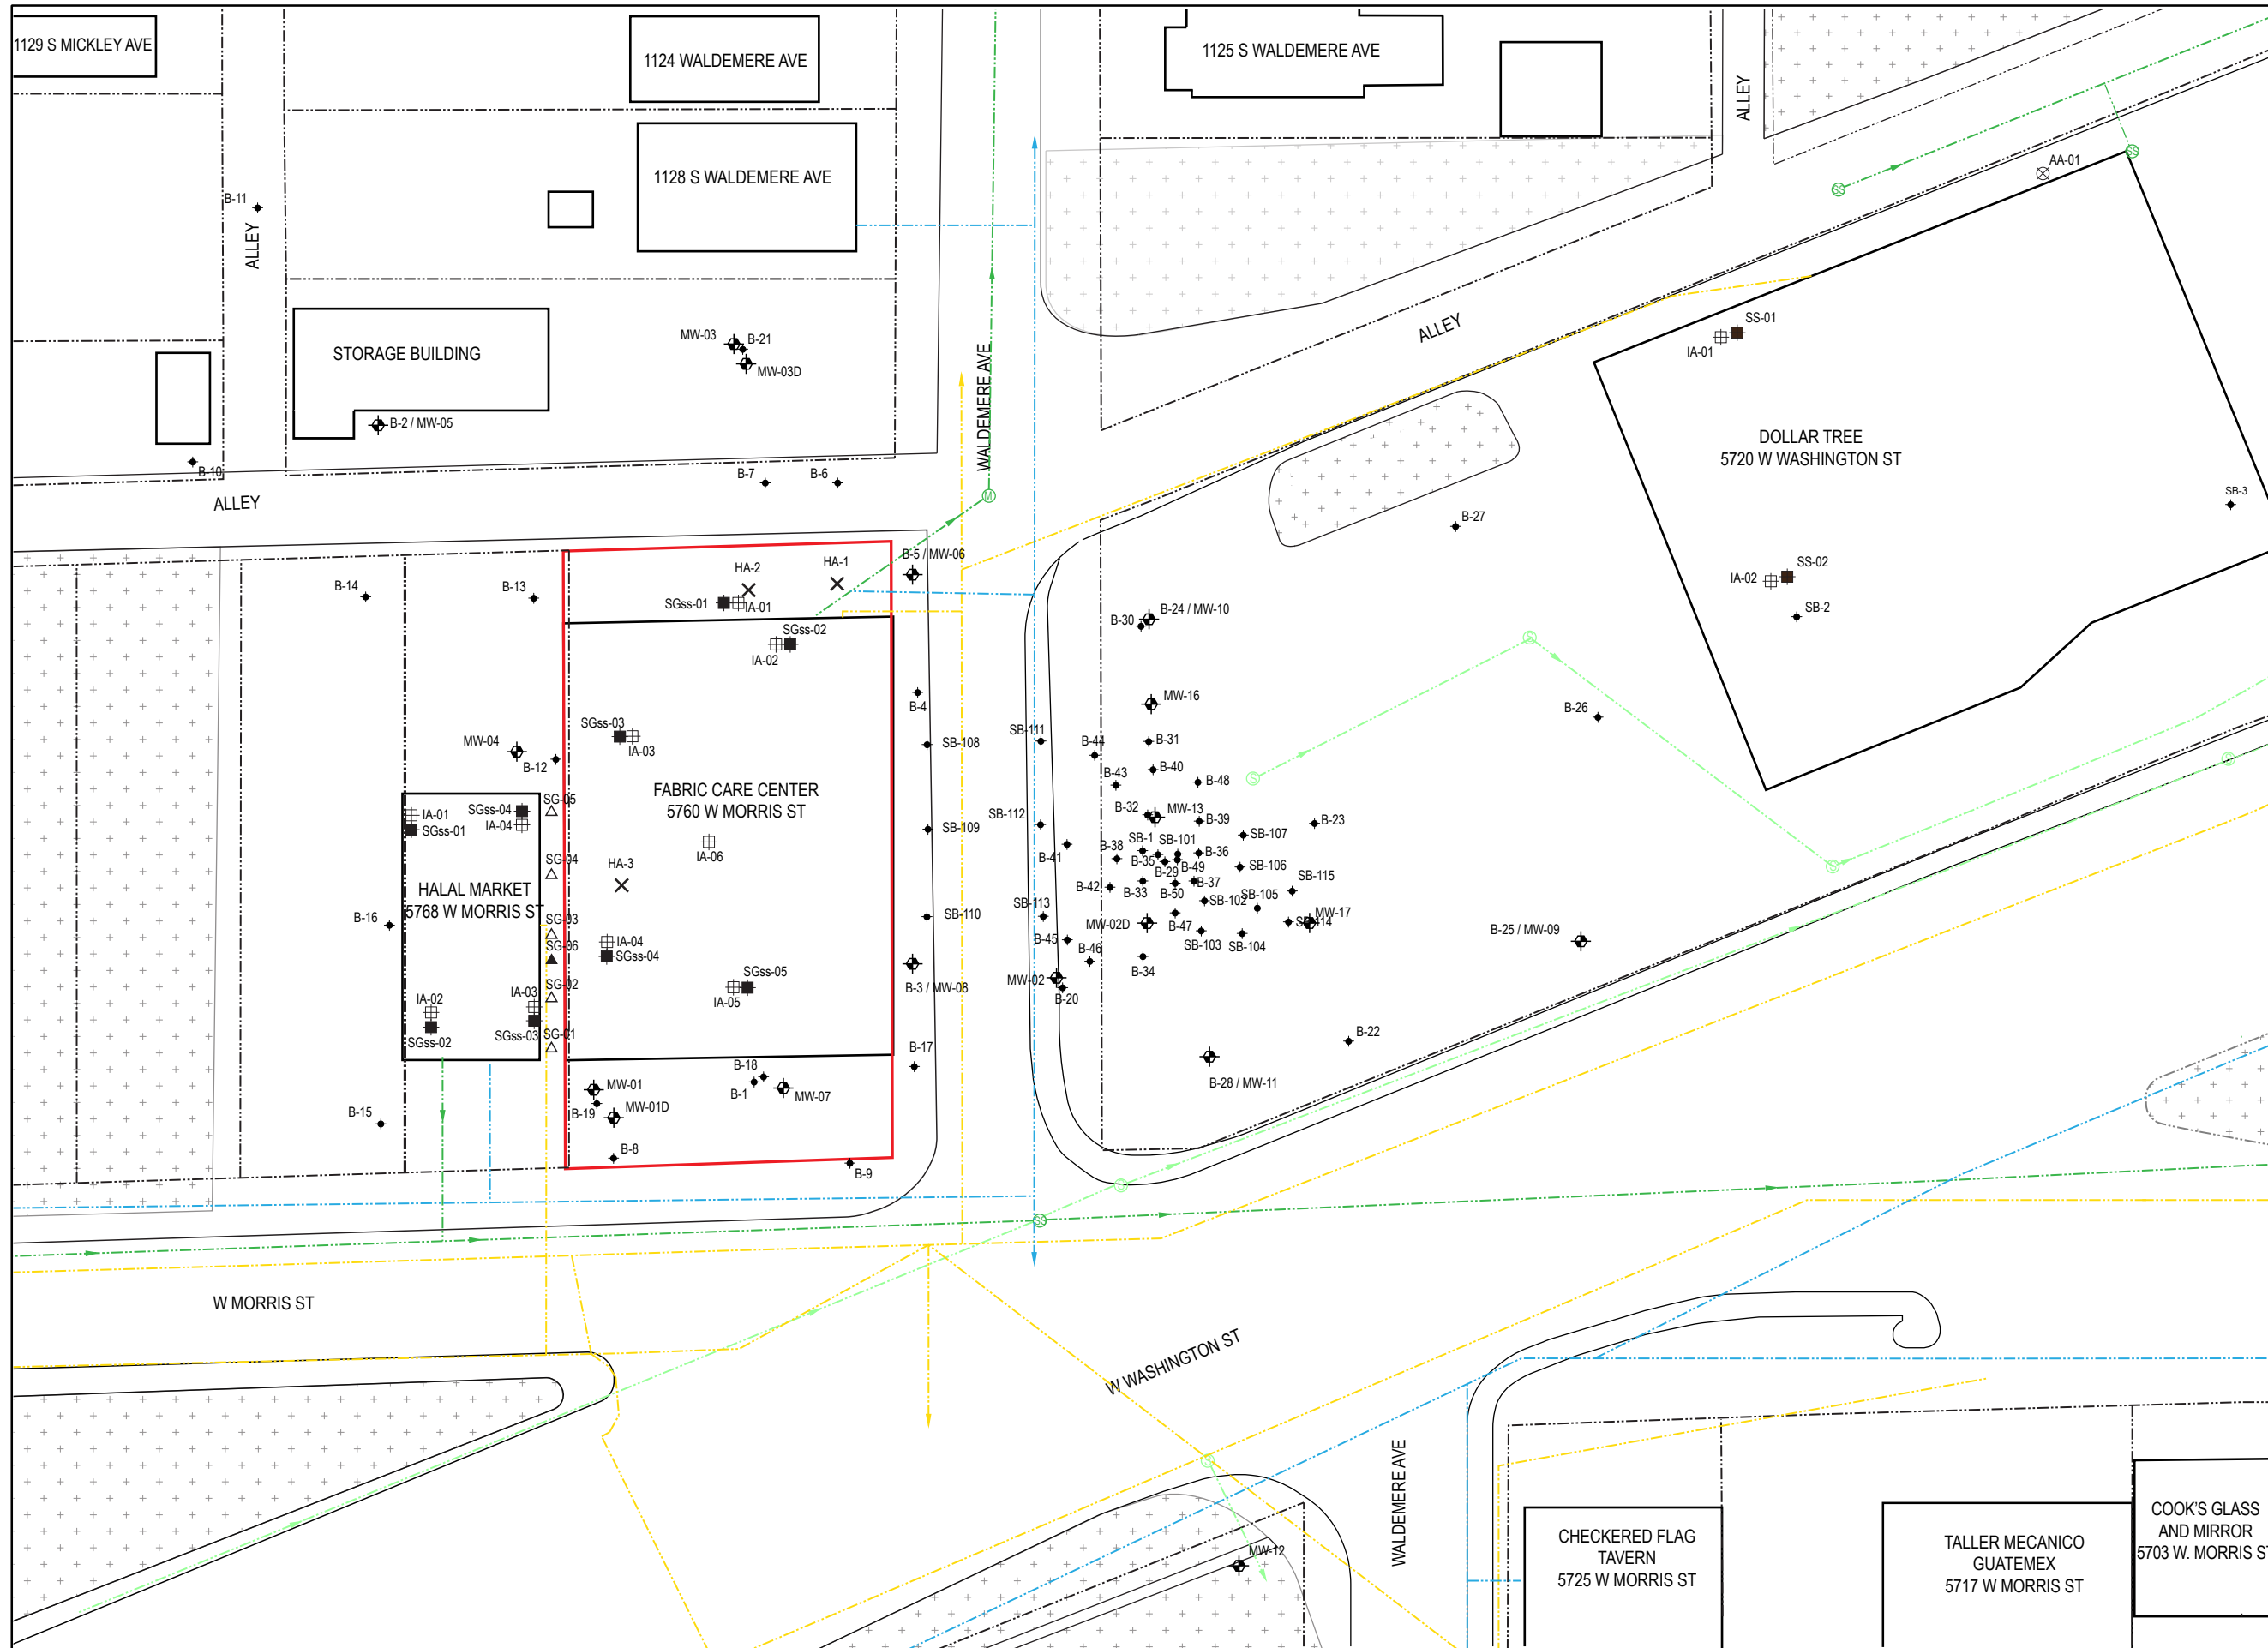 1129 S MICKLEY AVE
1124 WALDEMERE AVE
1125 S WALDEMERE AVE
ALLEY
AA-01
SS
SS
1128 S WALDEMERE AVE
B-11
ALLEY
SS-01
IA-01
ALLEY
STORAGE BUILDING
MW-03
B-21
MW-03D
WALDEMERE AVE
B-2 / MW-05
DOLLAR TREE
5720 W WASHINGTON ST
B-10
B-7
B-6
M
SB-3
ALLEY
B-27
B-5 / MW-06
HA-2
HA-1
SS-02
IA-02
SB-2
B-14
B-13
SGss-01
IA-01
B-24 / MW-10
B-30
SGss-02
IA-02
S
MW-16
B-4
B-26
SGss-03
IA-03
MW-04
B-12
SB-108
SB-111
B-44
B-31
B-40
B-43
B-48
S
S
FABRIC CARE CENTER
5760 W MORRIS ST
SGss-04
IA-04
SG-05
IA-01
SGss-01
SB-109
SB-112
B-32
MW-13
B-39
B-23
SB-107
IA-06
B-41
B-38
SB-1
SB-101
B-36
B-35
B-49
B-29
SB-106
S
SG-04
HA-3
HALAL MARKET
5768 W MORRIS ST
B-42
B-33
B-50
B-37
SB-102
SB-105
SB-115
B-16
SG-03
SG-06
SB-110
SB-113
MW-02D
B-47
SB-103
SB-104
SB-114
MW-17
IA-04
SGss-04
B-45
B-46
B-34
B-25 / MW-09
SGss-05
IA-05
B-3 / MW-08
MW-02
B-20
SG-02
IA-02
IA-03
SGss-02
SGss-03
SG-01
B-22
B-17
B-28 / MW-11
B-18
B-1
MW-07
MW-01
B-19
MW-01D
B-15
B-8
B-9
S
SS
W MORRIS ST
W WASHINGTON ST
WALDEMERE AVE
S
MW-12
CHECKERED FLAG
TAVERN
5725 W MORRIS ST
TALLER MECANICO
GUATEMEX
5717 W MORRIS ST
COOK'S GLASS
AND MIRROR
5703 W. MORRIS ST